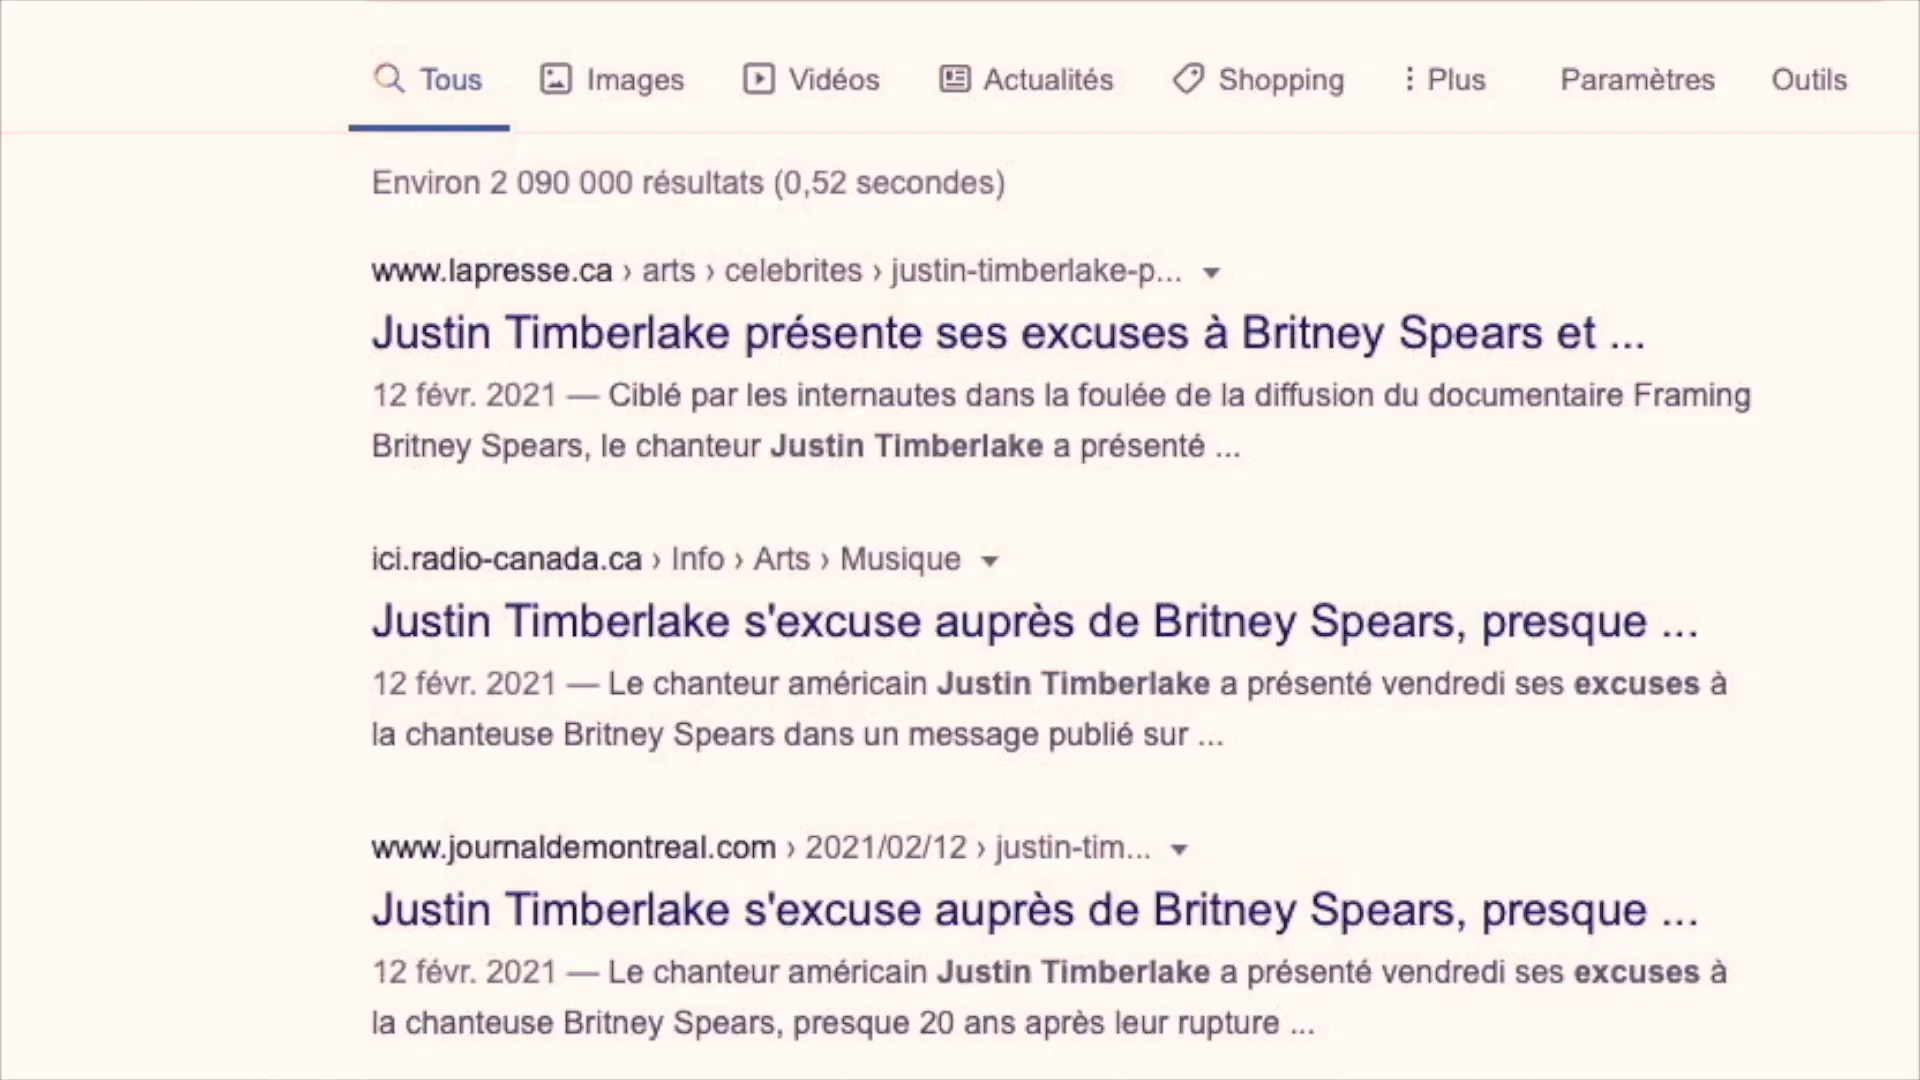 Tous Images Vidéos Actualités Shopping Plus Paramètres Outils
Environ 2 090 000 résultats (0,52 secondes)
www.lapresse.ca › arts › celebrites › justin-timberlake-p...
Justin Timberlake présente ses excuses à Britney Spears et ...
12 févr. 2021 — Ciblé par les internautes dans la foulée de la diffusion du documentaire Framing
Britney Spears, le chanteur Justin Timberlake a présenté ...
ici.radio-canada.ca › Info › Arts › Musique
Justin Timberlake s'excuse auprès de Britney Spears, presque ...
12 févr. 2021 — Le chanteur américain Justin Timberlake a présenté vendredi ses excuses à
la chanteuse Britney Spears dans un message publié sur ...
www.journaldemontreal.com › 2021/02/12 › justin-tim...
Justin Timberlake s'excuse auprès de Britney Spears, presque ...
12 févr. 2021 — Le chanteur américain Justin Timberlake a présenté vendredi ses excuses à
la chanteuse Britney Spears, presque 20 ans après leur rupture ...